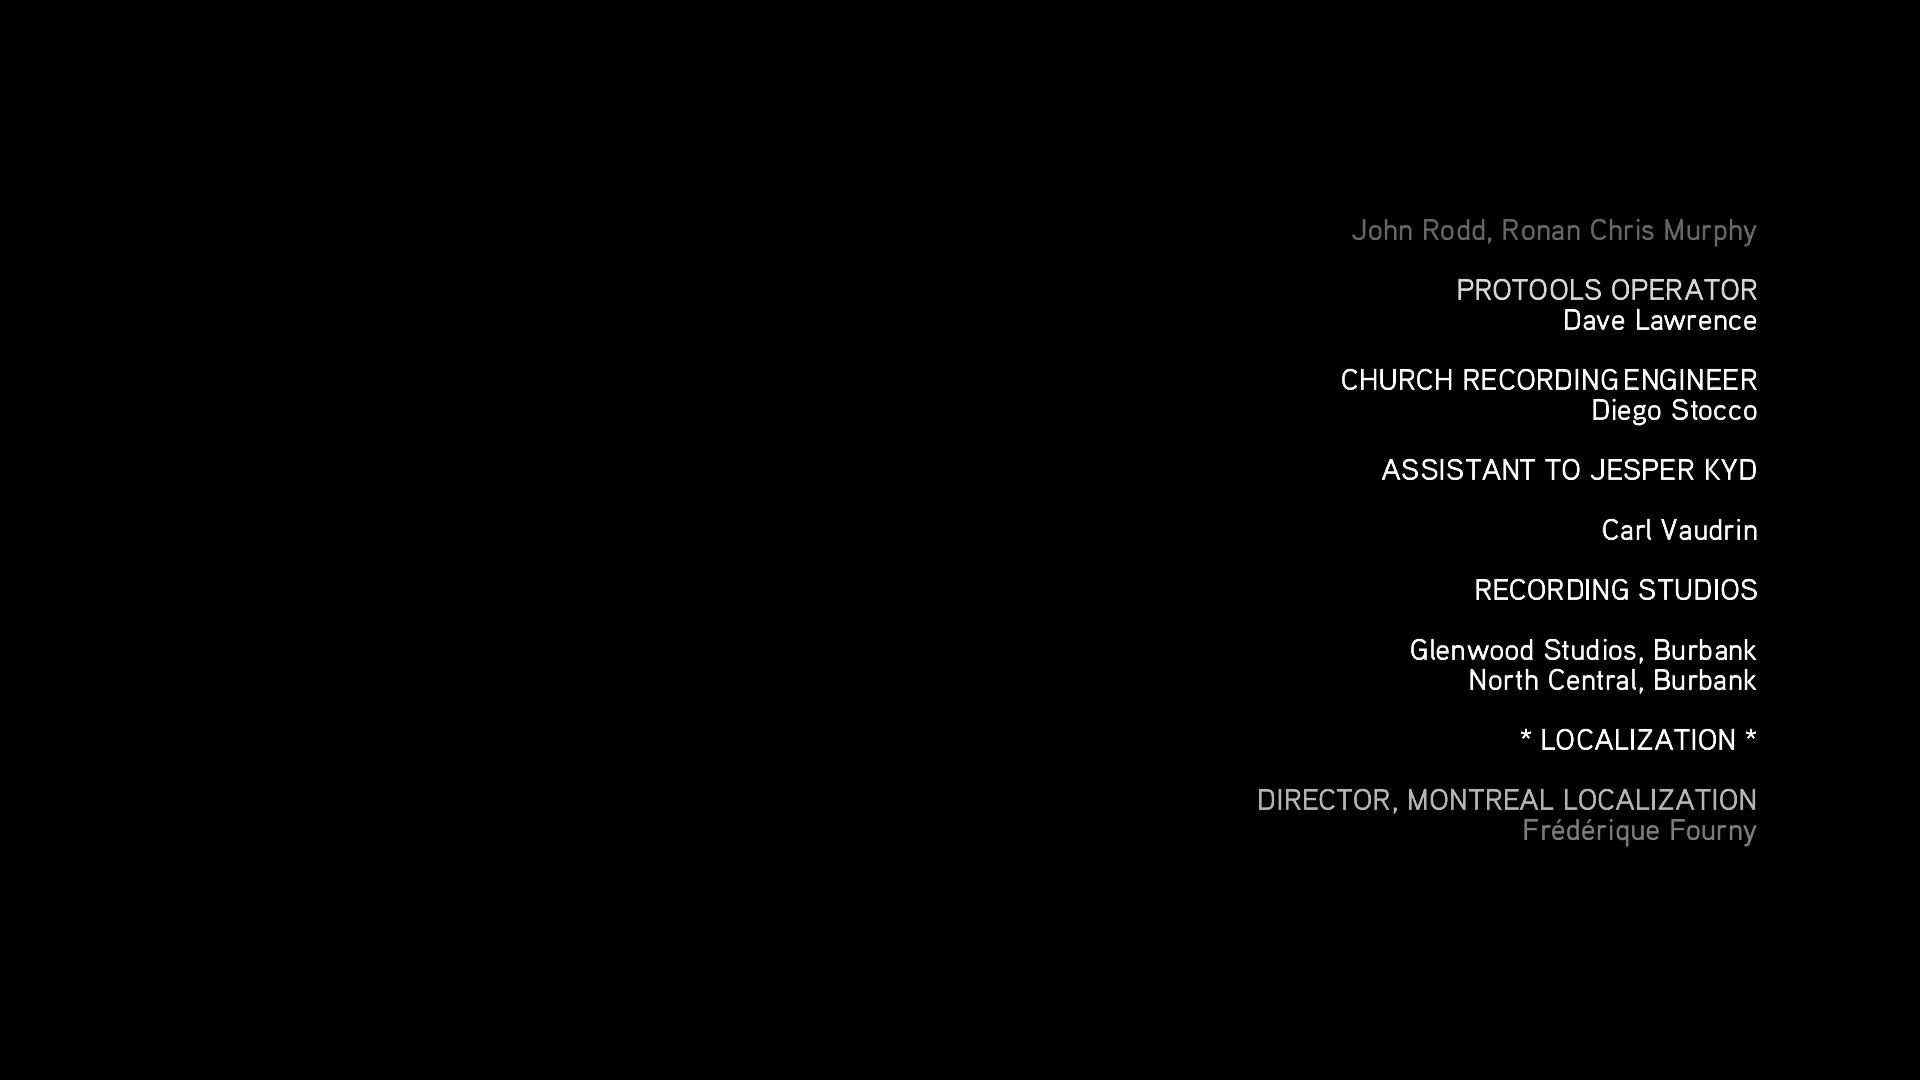 John Rodd, Ronan Chris Murphy
PROTOOLS OPERATOR
Dave Lawrence
CHURCH RECORDING ENGINEER
Diego Stocco
ASSISTANT TO JESPER KYD
Carl Vaudrin
RECORDING STUDIOS
Glenwood Studios, Burbank
North Central, Burbank
* LOCALIZATION *
DIRECTOR, MONTREAL LOCALIZATION
Frédérique Fourny